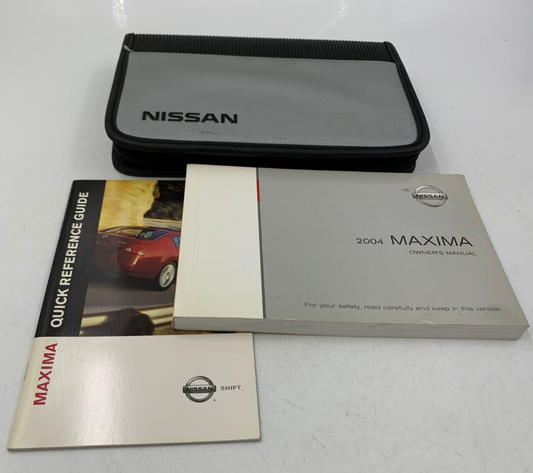 NISSAN
NISSAN
2004 MAXIMA
OWNER'S MANUAL
For your safety, read carefully and keep in this vehicle.
MAXIMA QUICK REFERENCE GUIDE
NISSAN SHIFT_